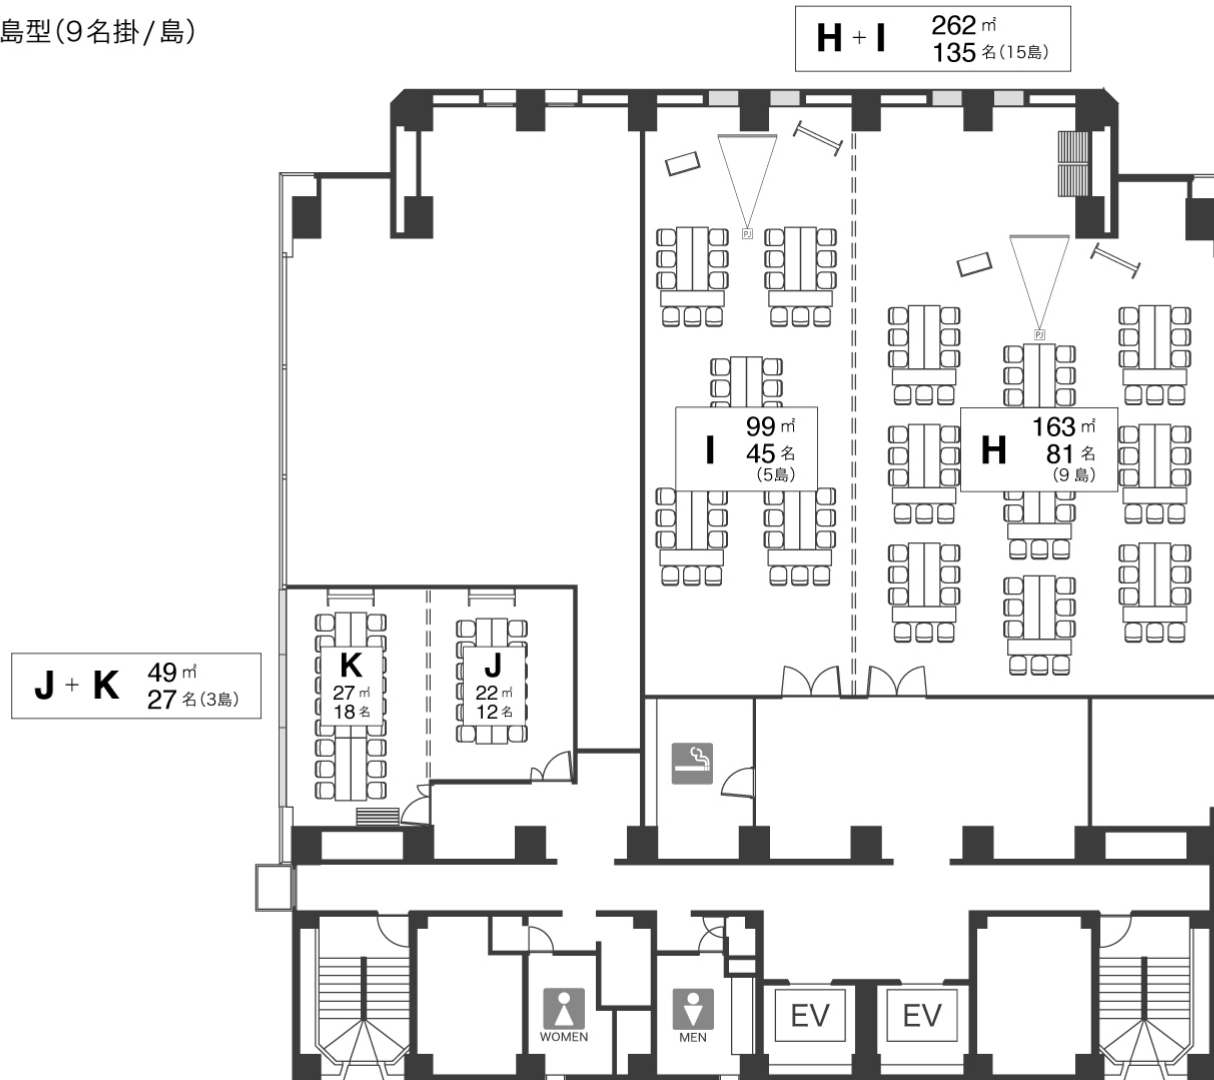 島型(9名掛/島)
H + I 262㎡
135名(15島)
PJ
PJ
I 99㎡
45名
(5島)
H 163㎡
81名
(9島)
J + K 49㎡
27名(3島)
K
27㎡
18名
J
22㎡
12名
WOMEN
MEN
EV
EV